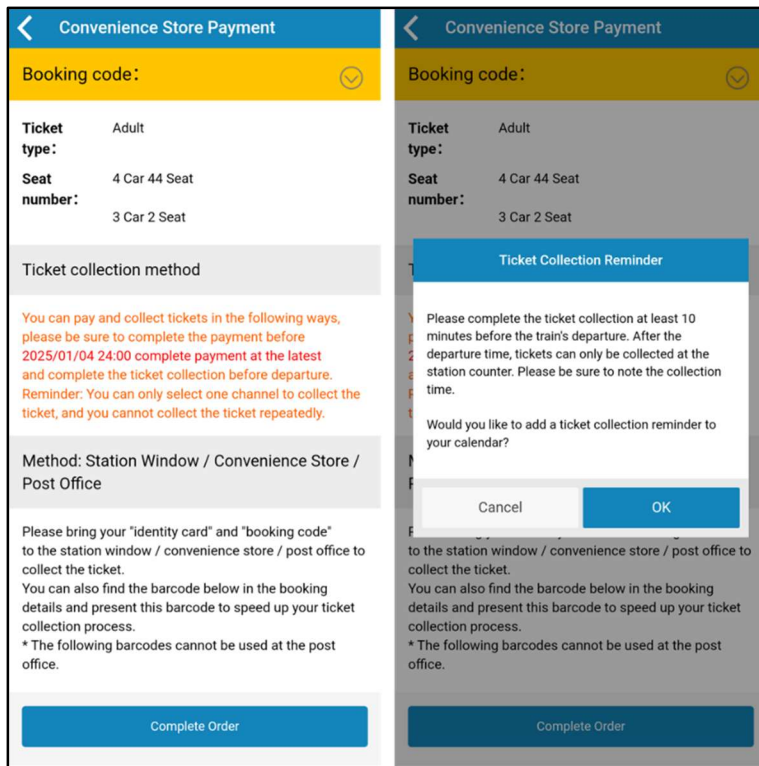 Convenience Store Payment
Booking code：
Ticket type： Adult
Seat number： 4 Car 44 Seat
3 Car 2 Seat
Ticket collection method
You can pay and collect tickets in the following ways,
please be sure to complete the payment before
2025/01/04 24:00 complete payment at the latest
and complete the ticket collection before departure.
Reminder: You can only select one channel to collect the
ticket, and you cannot collect the ticket repeatedly.
Method: Station Window / Convenience Store /
Post Office
Please bring your "identity card" and "booking code"
to the station window / convenience store / post office to
collect the ticket.
You can also find the barcode below in the booking
details and present this barcode to speed up your ticket
collection process.
* The following barcodes cannot be used at the post
office.
Complete Order
Convenience Store Payment
Booking code：
Ticket type： Adult
Seat number： 4 Car 44 Seat
3 Car 2 Seat
Ticket Collection Reminder
Please complete the ticket collection at least 10
minutes before the train's departure. After the
departure time, tickets can only be collected at the
station counter. Please be sure to note the collection
time.
Would you like to add a ticket collection reminder to
your calendar?
Cancel
OK
to the station window / convenience store / post office to
collect the ticket.
You can also find the barcode below in the booking
details and present this barcode to speed up your ticket
collection process.
* The following barcodes cannot be used at the post
office.
Complete Order